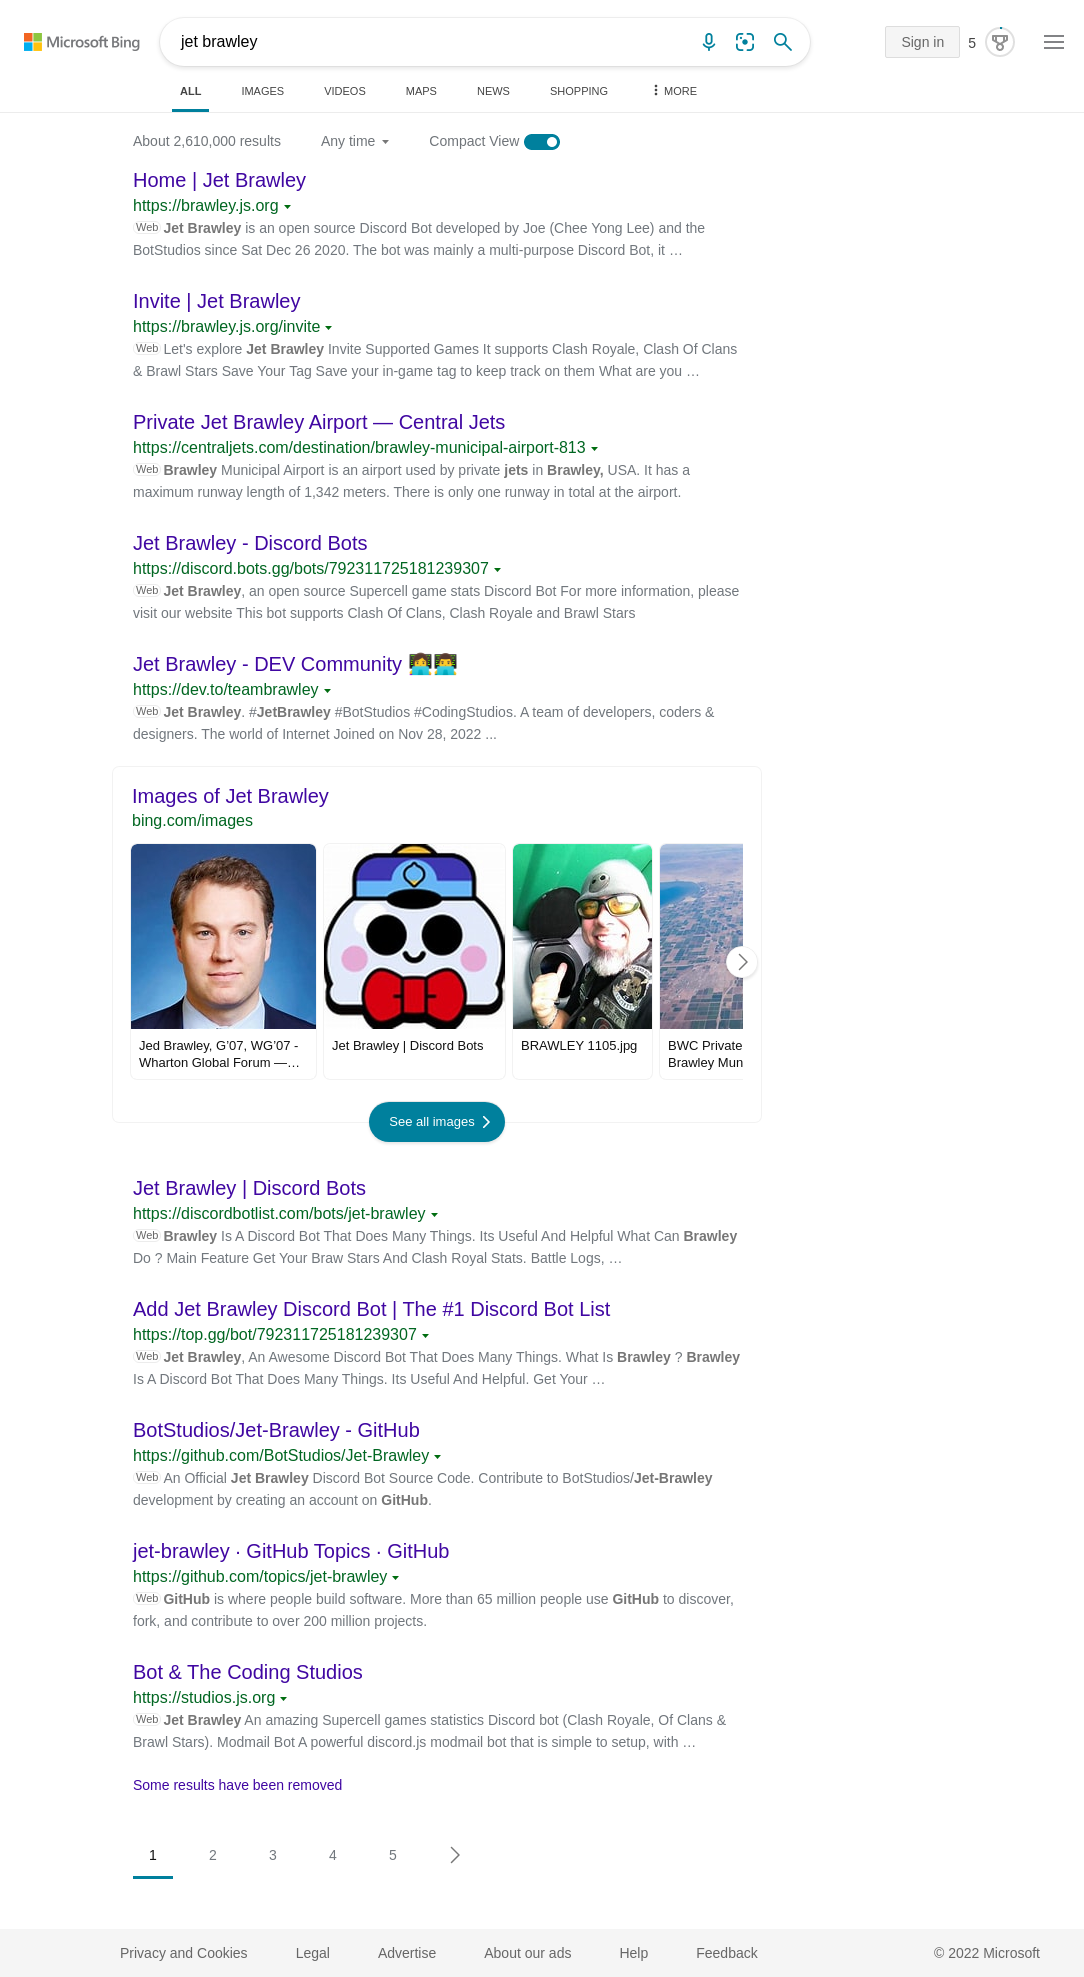 Microsoft Bing
jet brawley
Sign in
5
ALL IMAGES VIDEOS MAPS NEWS SHOPPING MORE
About 2,610,000 results Any time Compact View
Home | Jet Brawley
https://brawley.js.org
Web Jet Brawley is an open source Discord Bot developed by Joe (Chee Yong Lee) and the
BotStudios since Sat Dec 26 2020. The bot was mainly a multi-purpose Discord Bot, it …
Invite | Jet Brawley
https://brawley.js.org/invite
Web Let's explore Jet Brawley Invite Supported Games It supports Clash Royale, Clash Of Clans
& Brawl Stars Save Your Tag Save your in-game tag to keep track on them What are you …
Private Jet Brawley Airport — Central Jets
https://centraljets.com/destination/brawley-municipal-airport-813
Web Brawley Municipal Airport is an airport used by private jets in Brawley, USA. It has a
maximum runway length of 1,342 meters. There is only one runway in total at the airport.
Jet Brawley - Discord Bots
https://discord.bots.gg/bots/792311725181239307
Web Jet Brawley, an open source Supercell game stats Discord Bot For more information, please
visit our website This bot supports Clash Of Clans, Clash Royale and Brawl Stars
Jet Brawley - DEV Community 👩‍💻👨‍💻
https://dev.to/teambrawley
Web Jet Brawley. #JetBrawley #BotStudios #CodingStudios. A team of developers, coders &
designers. The world of Internet Joined on Nov 28, 2022 ...
Images of Jet Brawley
bing.com/images
Jed Brawley, G'07, WG'07 -
Wharton Global Forum —…
Jet Brawley | Discord Bots
BRAWLEY 1105.jpg
BWC Private
Brawley Mun
See all images
Jet Brawley | Discord Bots
https://discordbotlist.com/bots/jet-brawley
Web Brawley Is A Discord Bot That Does Many Things. Its Useful And Helpful What Can Brawley
Do ? Main Feature Get Your Braw Stars And Clash Royal Stats. Battle Logs, …
Add Jet Brawley Discord Bot | The #1 Discord Bot List
https://top.gg/bot/792311725181239307
Web Jet Brawley, An Awesome Discord Bot That Does Many Things. What Is Brawley ? Brawley
Is A Discord Bot That Does Many Things. Its Useful And Helpful. Get Your …
BotStudios/Jet-Brawley - GitHub
https://github.com/BotStudios/Jet-Brawley
Web An Official Jet Brawley Discord Bot Source Code. Contribute to BotStudios/Jet-Brawley
development by creating an account on GitHub.
jet-brawley · GitHub Topics · GitHub
https://github.com/topics/jet-brawley
Web GitHub is where people build software. More than 65 million people use GitHub to discover,
fork, and contribute to over 200 million projects.
Bot & The Coding Studios
https://studios.js.org
Web Jet Brawley An amazing Supercell games statistics Discord bot (Clash Royale, Of Clans &
Brawl Stars). Modmail Bot A powerful discord.js modmail bot that is simple to setup, with …
Some results have been removed
1 2 3 4 5
Privacy and Cookies Legal Advertise About our ads Help Feedback © 2022 Microsoft